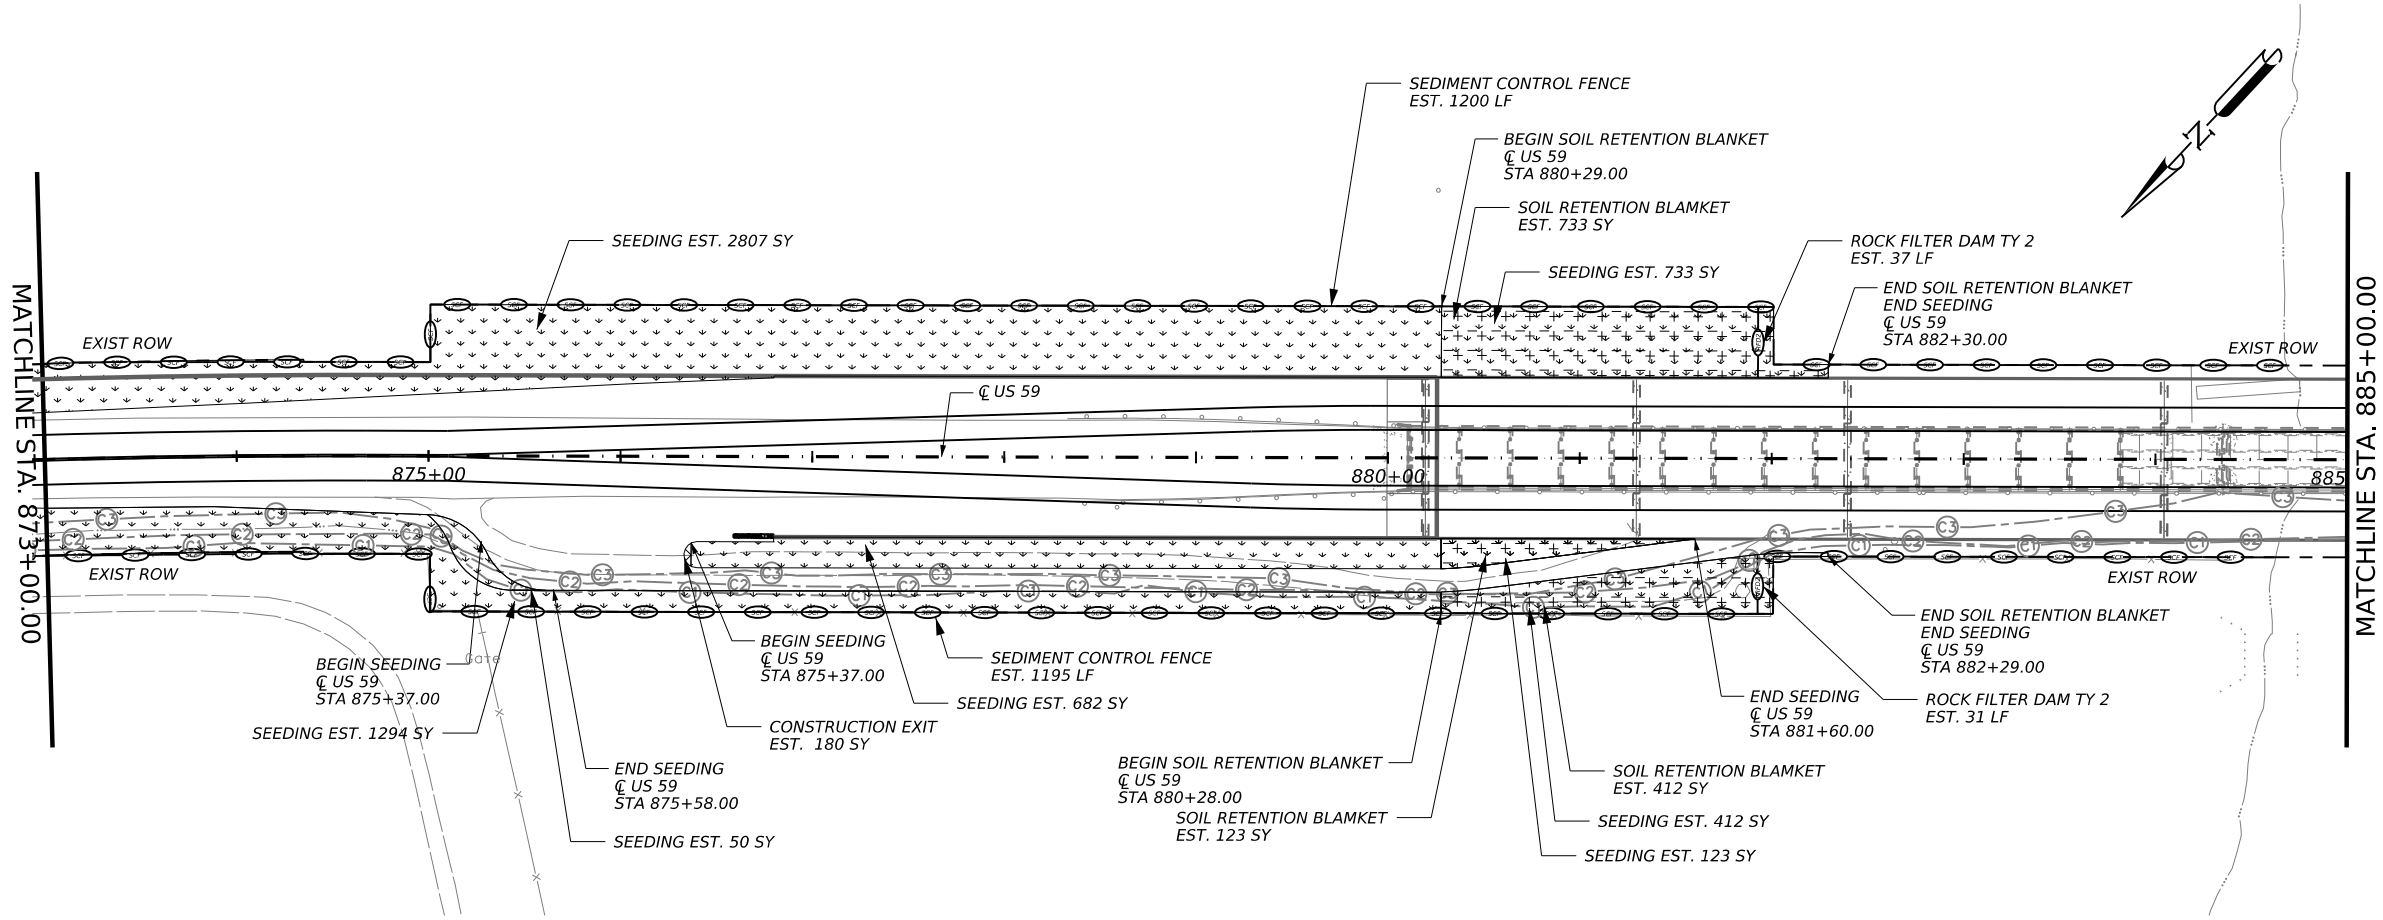 SEDIMENT CONTROL FENCE
EST. 1200 LF
BEGIN SOIL RETENTION BLANKET
℄ US 59
STA 880+29.00
SOIL RETENTION BLAMKET
EST. 733 SY
SEEDING EST. 2807 SY
SEEDING EST. 733 SY
ROCK FILTER DAM TY 2
EST. 37 LF
END SOIL RETENTION BLANKET
END SEEDING
℄ US 59
STA 882+30.00
N
EXIST ROW
EXIST ROW
MATCHLINE STA. 873+00.00
MATCHLINE STA. 885+00.00
℄ US 59
875+00
880+00
885
EXIST ROW
EXIST ROW
Gate
BEGIN SEEDING
℄ US 59
STA 875+37.00
SEEDING EST. 1294 SY
END SEEDING
℄ US 59
STA 875+58.00
SEEDING EST. 50 SY
BEGIN SEEDING
℄ US 59
STA 875+37.00
CONSTRUCTION EXIT
EST. 180 SY
SEDIMENT CONTROL FENCE
EST. 1195 LF
SEEDING EST. 682 SY
BEGIN SOIL RETENTION BLANKET
℄ US 59
STA 880+28.00
SOIL RETENTION BLAMKET
EST. 123 SY
SOIL RETENTION BLAMKET
EST. 412 SY
SEEDING EST. 412 SY
SEEDING EST. 123 SY
END SEEDING
℄ US 59
STA 881+60.00
END SOIL RETENTION BLANKET
END SEEDING
℄ US 59
STA 882+29.00
ROCK FILTER DAM TY 2
EST. 31 LF